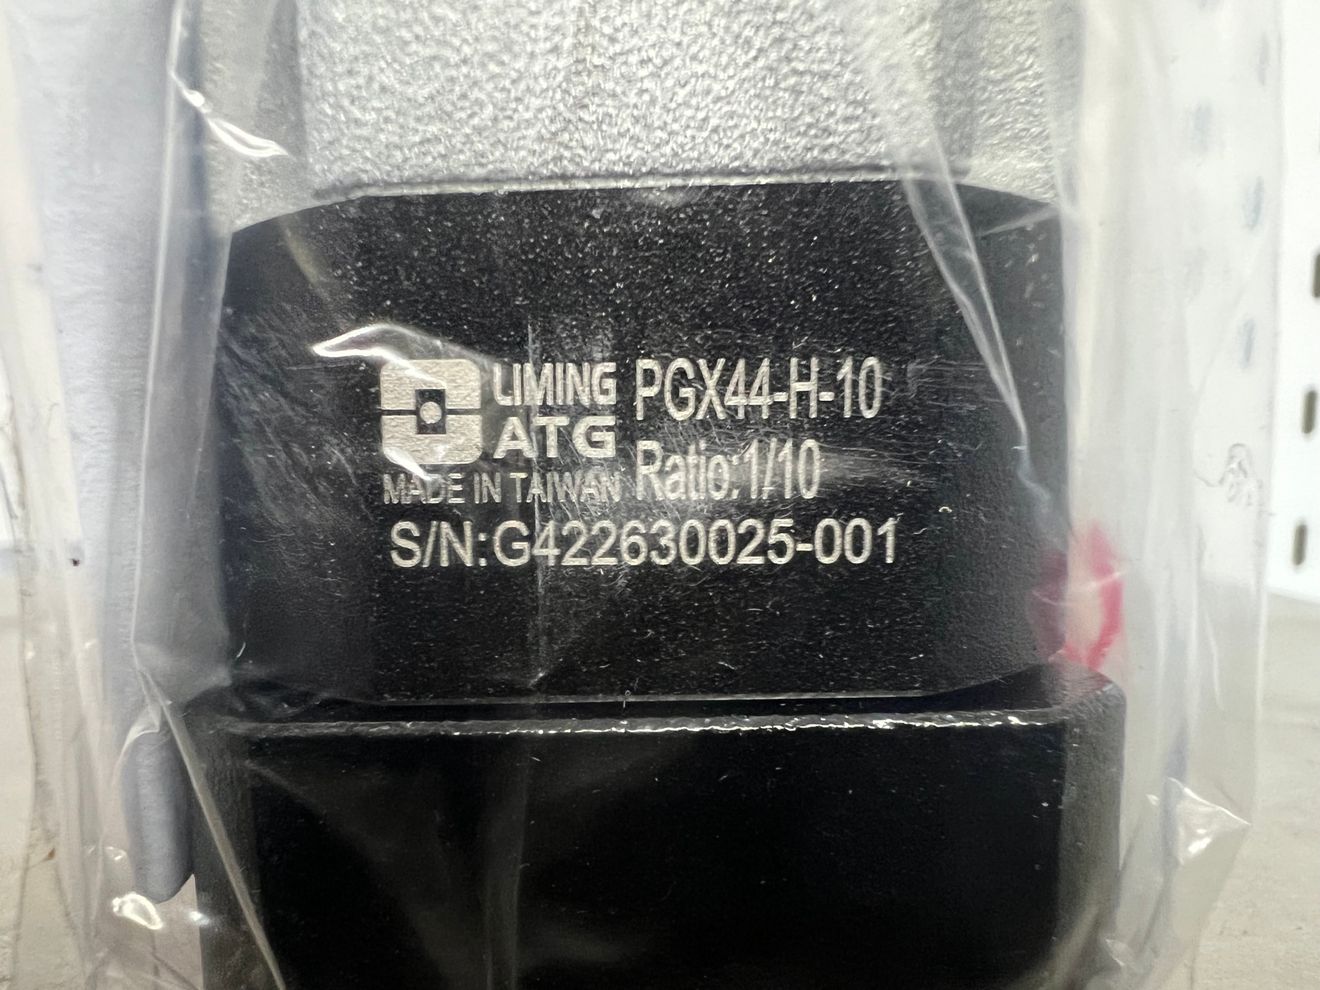 LIMING
ATG
MADE IN TAIWAN
PGX44-H-10
Ratio:1/10
S/N:G422630025-001